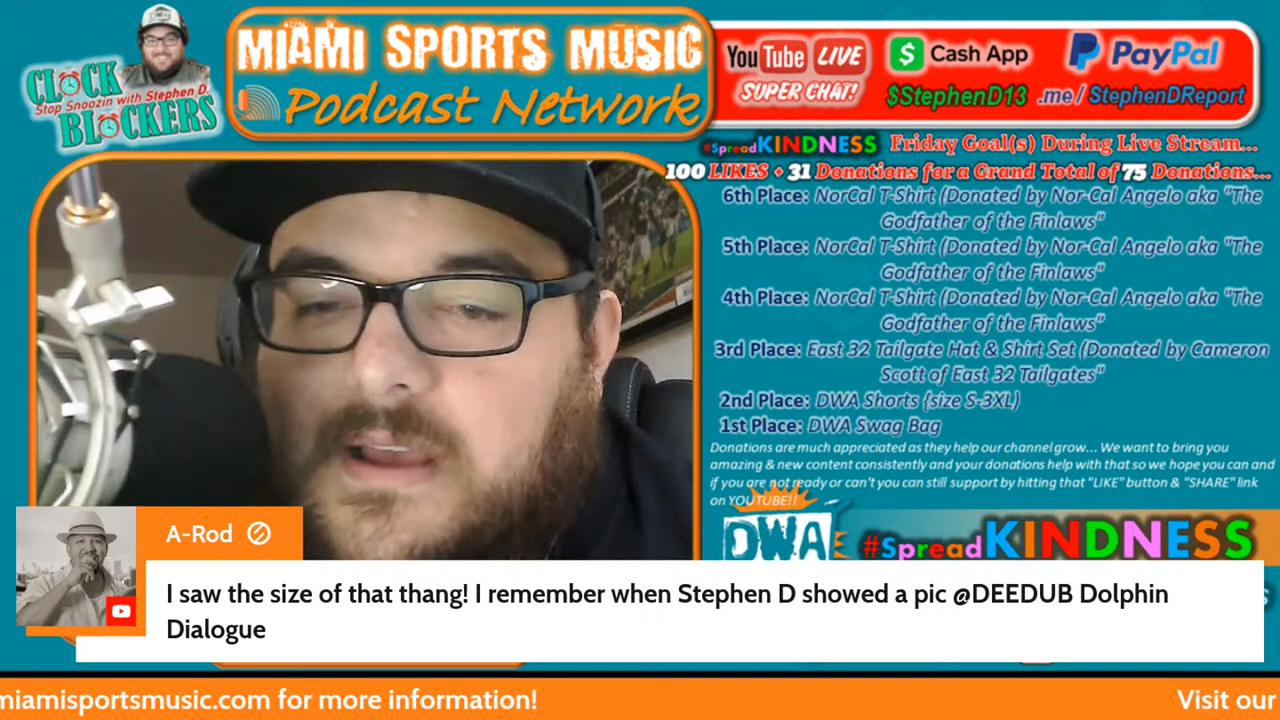 CLOCK
Stop Snoozin with Stephen D.
BLOCKERS
DWA
MIAMI SPORTS MUSIC
Podcast Network
YouTube LIVE
SUPER CHAT!
$ Cash App
$StephenD13
PayPal
.me/StephenDReport
#SpreadKINDNESS Friday Goal(s) During Live Stream...
100 LIKES + 31 Donations for a Grand Total of 75 Donations...
6th Place: NorCal T-Shirt (Donated by Nor-Cal Angelo aka "The
Godfather of the Finlaws"
5th Place: NorCal T-Shirt (Donated by Nor-Cal Angelo aka "The
Godfather of the Finlaws"
4th Place: NorCal T-Shirt (Donated by Nor-Cal Angelo aka "The
Godfather of the Finlaws"
3rd Place: East 32 Tailgate Hat & Shirt Set (Donated by Cameron
Scott of East 32 Tailgates"
2nd Place: DWA Shorts {size S-3XL)
1st Place: DWA Swag Bag
Donations are much appreciated as they help our channel grow... We want to bring you
amazing & new content consistently and your donations help with that so we hope you can and
if you are not ready or can't you can still support by hitting that "LIKE" button & "SHARE" link
on YOUTUBE!!
DWA
#SpreadKINDNESS
A-Rod
I saw the size of that thang! I remember when Stephen D showed a pic @DEEDUB Dolphin
Dialogue
miamisportsmusic.com for more information!
Visit our